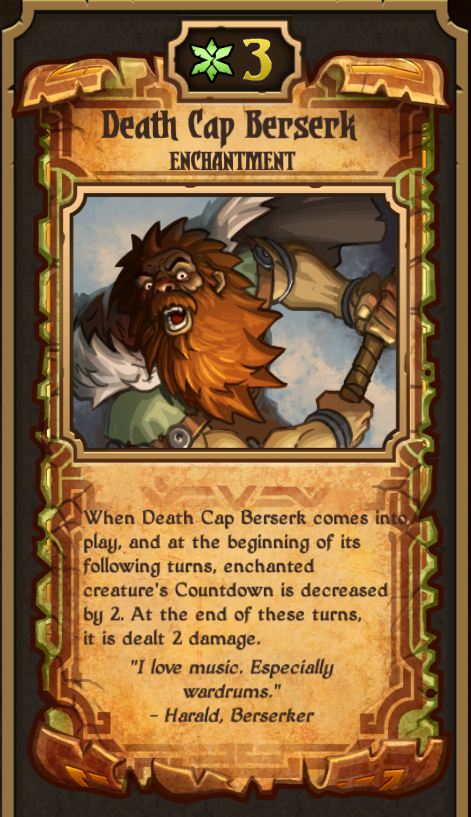 3
Death Cap Berserk
ENCHANTMENT
When Death Cap Berserk comes into
play, and at the beginning of its
following turns, enchanted
creature's Countdown is decreased
by 2. At the end of these turns,
it is dealt 2 damage.
"I love music. Especially
wardrums."
- Harald, Berserker